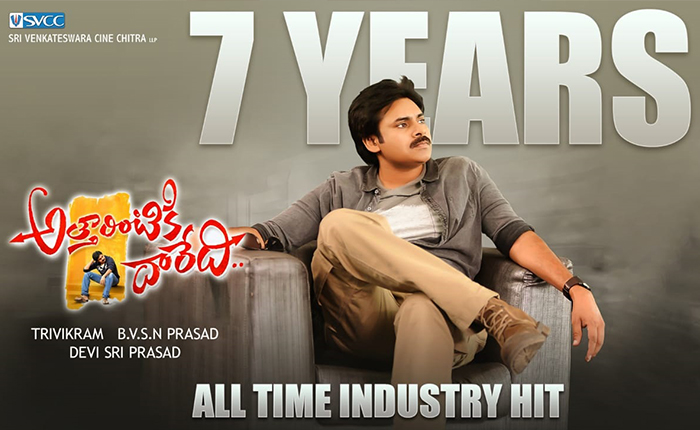 SVCC
SRI VENKATESWARA CINE CHITRA LLP
7 YEARS
అత్తారింటికి
దారేది..
TRIVIKRAM B.V.S.N PRASAD
DEVI SRI PRASAD
ALL TIME INDUSTRY HIT